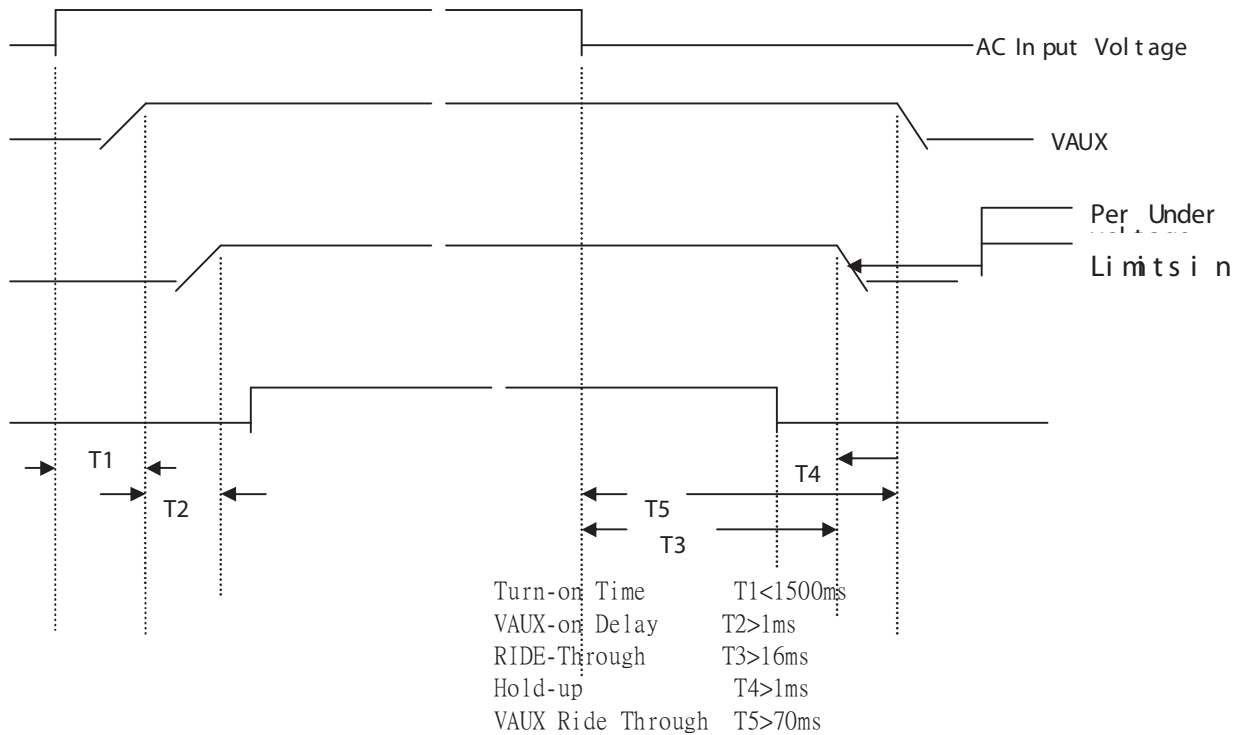 AC In put Vol t age
VAUX
Per Under
Li mi tsi n
T1
T4
T2
T5
T3
Turn-on Time T1<1500ms
VAUX-on Delay T2>1ms
RIDE-Through T3>16ms
Hold-up T4>1ms
VAUX Ride Through T5>70ms